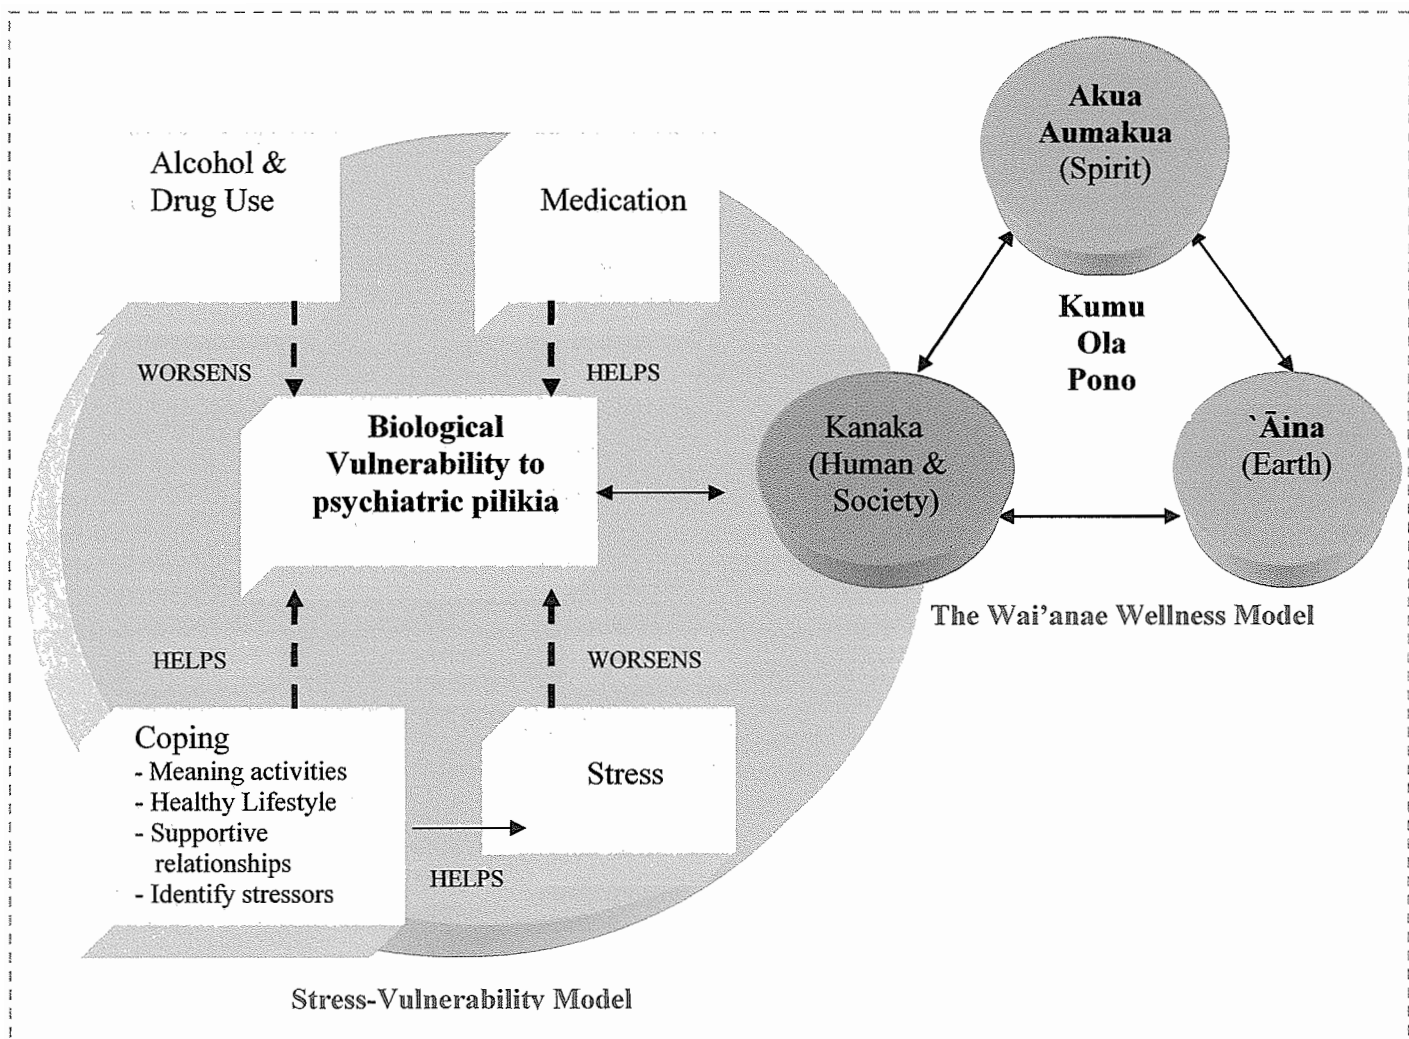 Alcohol &
Drug Use
Medication
Akua
Aumakua
(Spirit)
WORSENS
HELPS
Kumu
Ola
Pono
Biological
Vulnerability to
psychiatric pilikia
Kanaka
(Human &
Society)
`Āina
(Earth)
The Wai'anae Wellness Model
HELPS
WORSENS
Coping
- Meaning activities
- Healthy Lifestyle
- Supportive
relationships
- Identify stressors
Stress
HELPS
Stress-Vulnerability Model